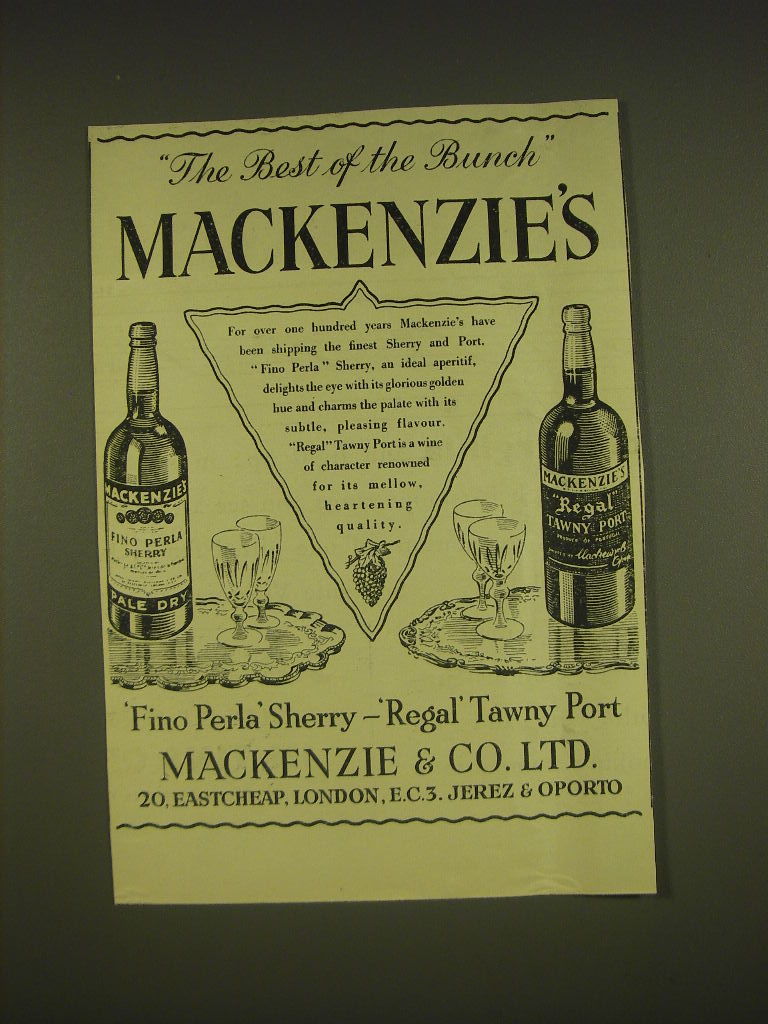 "The Best of the Bunch"
MACKENZIE'S
For over one hundred years Mackenzie's have
been shipping the finest Sherry and Port.
"Fino Perla" Sherry, an ideal aperitif,
delights the eye with its glorious golden
hue and charms the palate with its
subtle, pleasing flavour.
"Regal" Tawny Port is a wine
of character renowned
for its mellow,
heartening
quality.
MACKENZIE'S
FINO PERLA
SHERRY
PALE DRY
MACKENZIE'S
"Regal"
TAWNY PORT
PRODUCE OF PORTUGAL
'Fino Perla' Sherry – 'Regal' Tawny Port
MACKENZIE & CO. LTD.
20, EASTCHEAP, LONDON, E.C.3. JEREZ & OPORTO